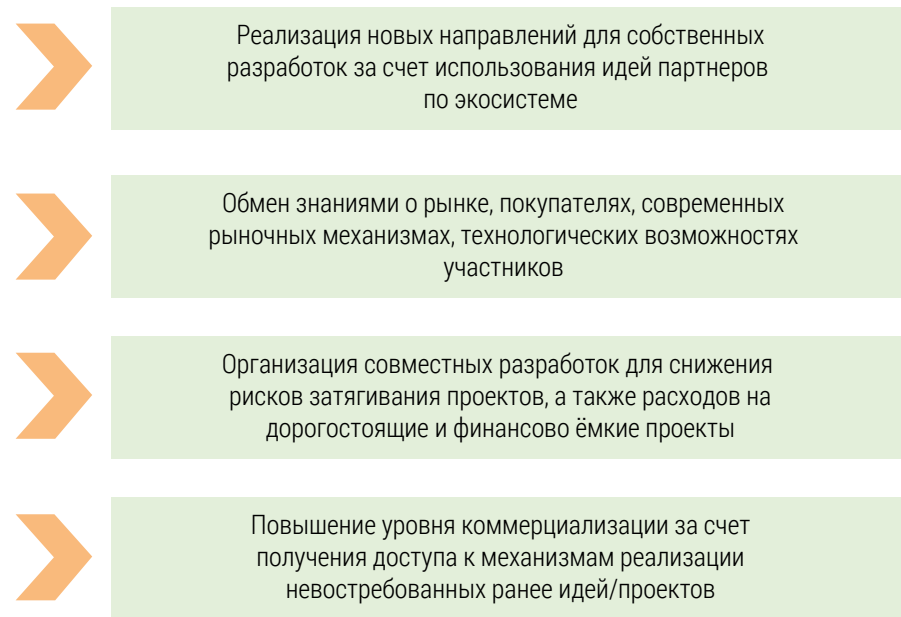 Реализация новых направлений для собственных
разработок за счет использования идей партнеров
по экосистеме
Обмен знаниями о рынке, покупателях, современных
рыночных механизмах, технологических возможностях
участников
Организация совместных разработок для снижения
рисков затягивания проектов, а также расходов на
дорогостоящие и финансово ёмкие проекты
Повышение уровня коммерциализации за счет
получения доступа к механизмам реализации
невостребованных ранее идей/проектов